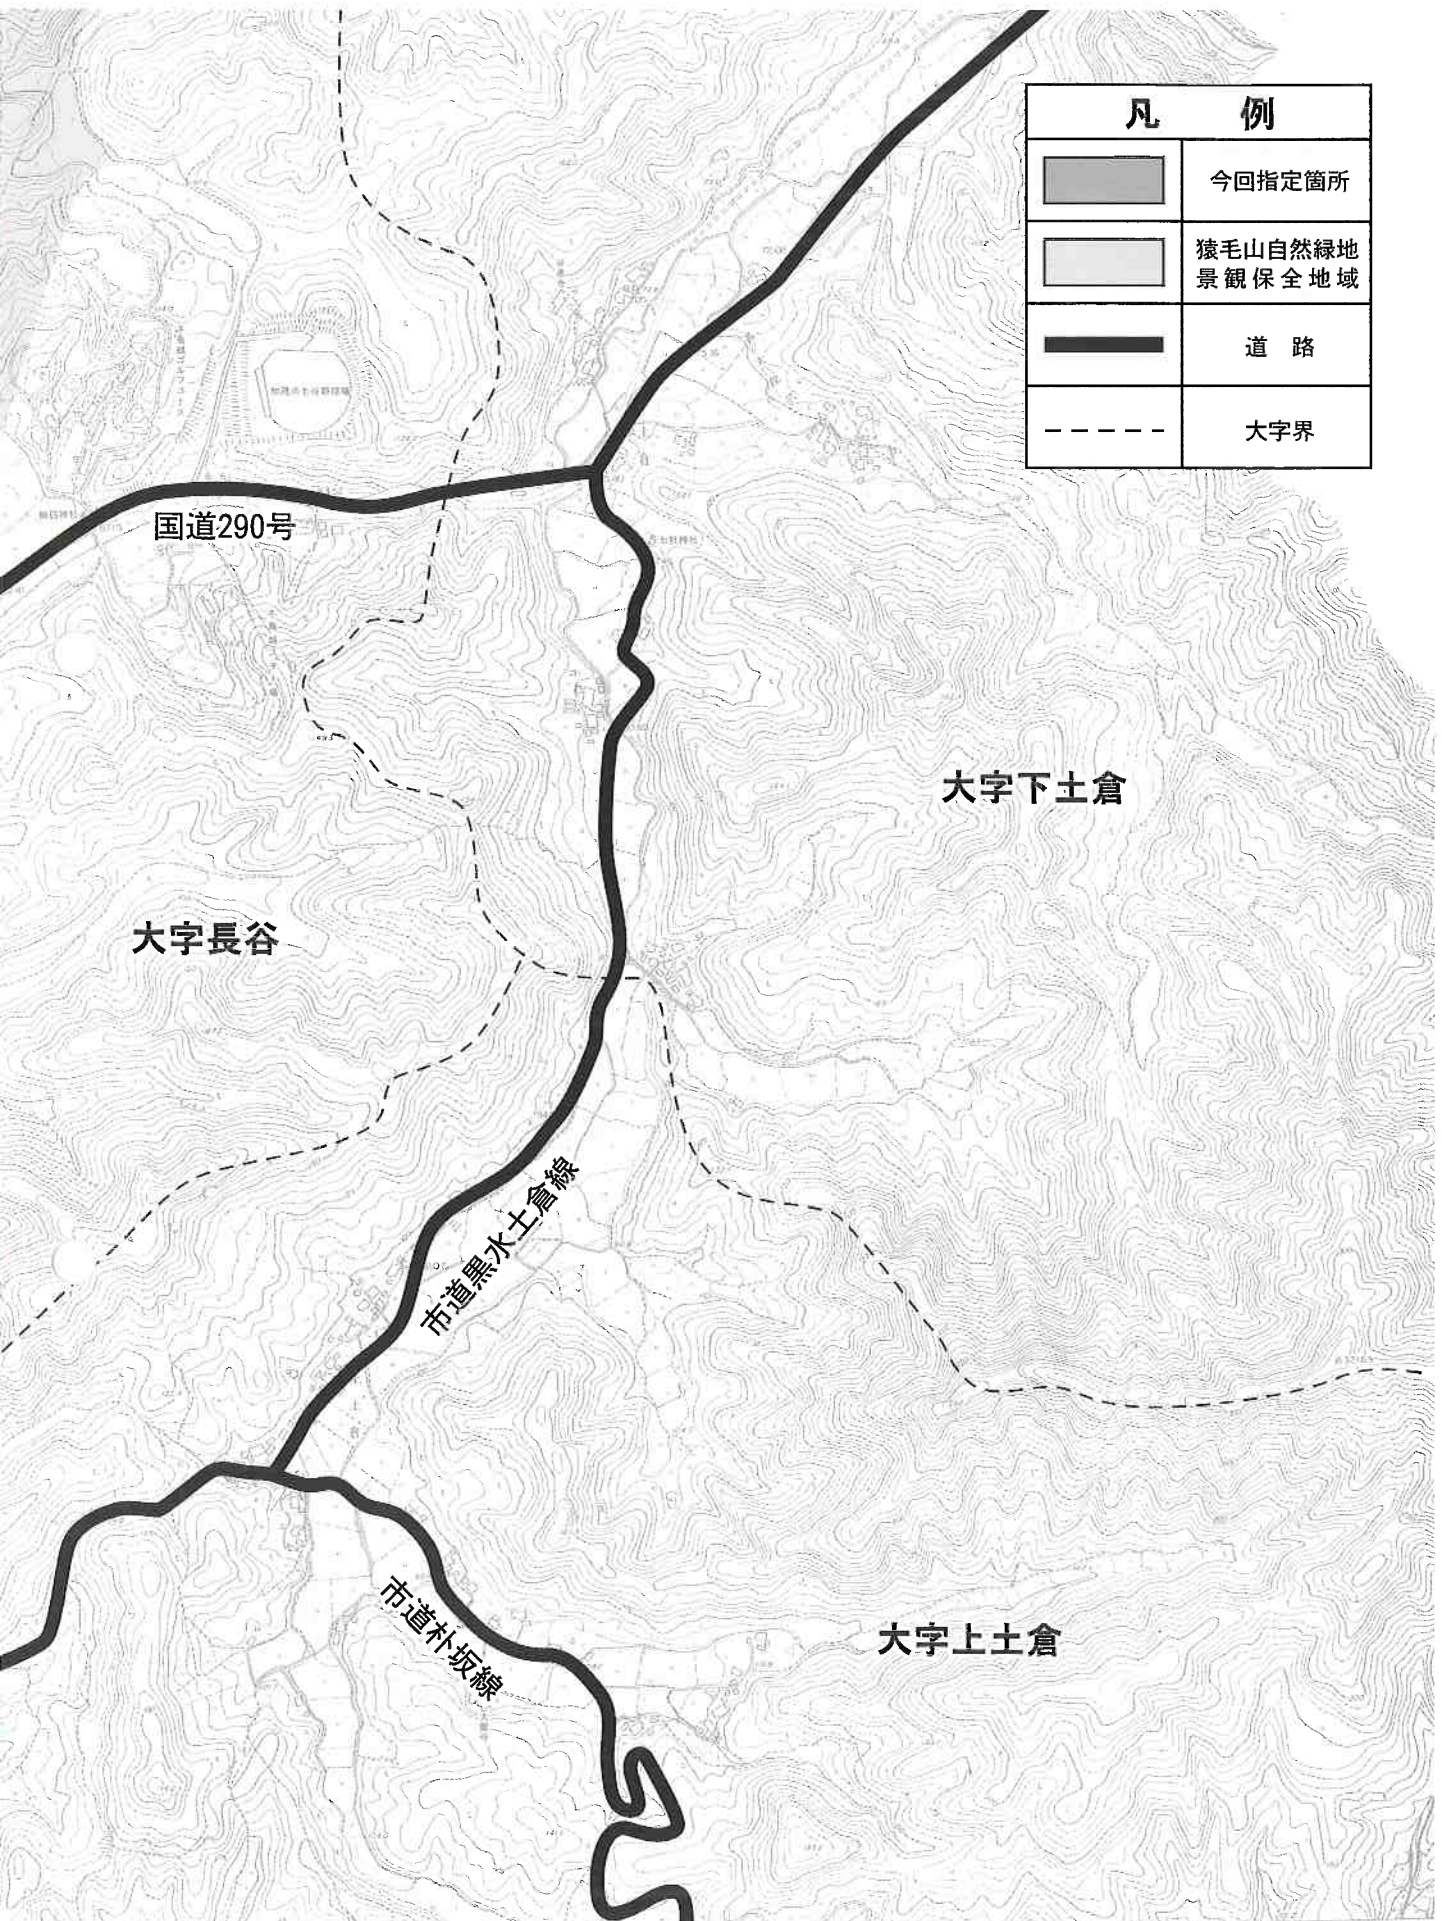 凡 例
今回指定箇所
猿毛山自然緑地
景観保全地域
道 路
大字界
国道290号
大字下土倉
大字長谷
市道黒水土倉線
市道朴坂線
大字上土倉